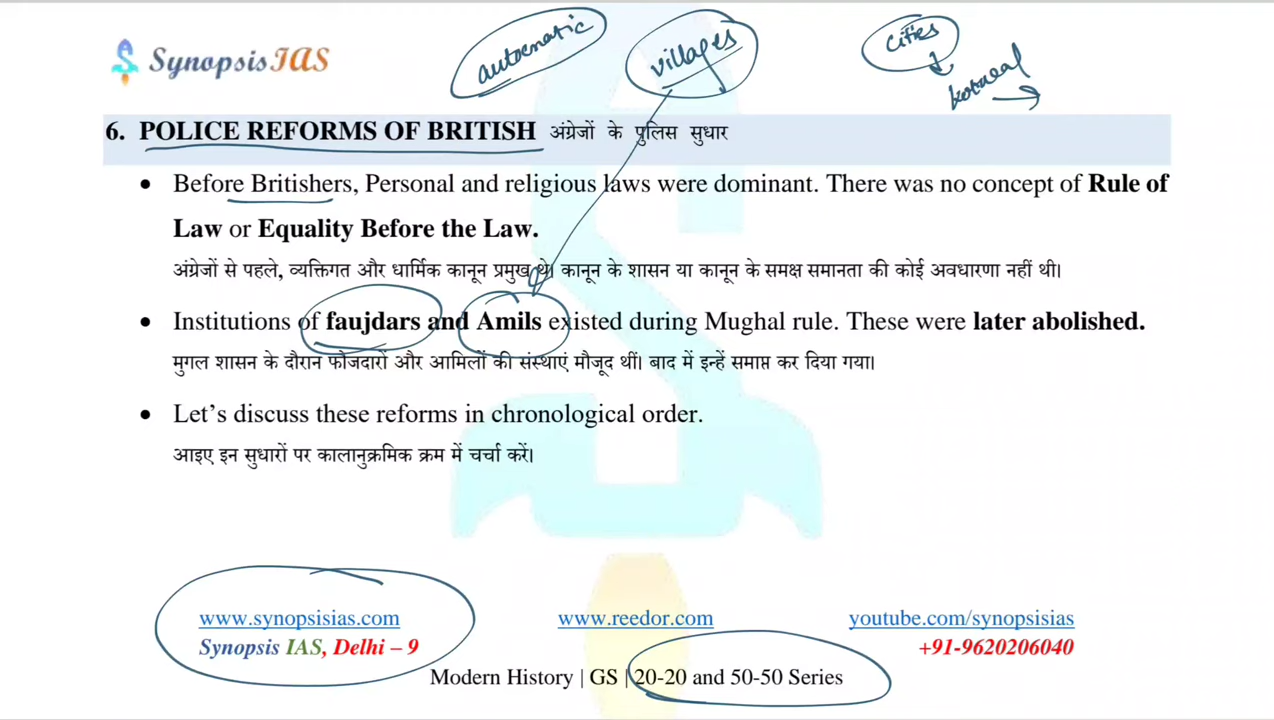 autocratic
villages
cities
kotwal
Synopsis IAS
6. POLICE REFORMS OF BRITISH अंग्रेजों के पुलिस सुधार
• Before Britishers, Personal and religious laws were dominant. There was no concept of Rule of
Law or Equality Before the Law.
अंग्रेजों से पहले, व्यक्तिगत और धार्मिक कानून प्रमुख थे। कानून के शासन या कानून के समक्ष समानता की कोई अवधारणा नहीं थी।
• Institutions of faujdars and Amils existed during Mughal rule. These were later abolished.
मुगल शासन के दौरान फौजदारों और आमिलों की संस्थाएं मौजूद थीं। बाद में इन्हें समाप्त कर दिया गया।
• Let’s discuss these reforms in chronological order.
आइए इन सुधारों पर कालानुक्रमिक क्रम में चर्चा करें।
www.synopsisias.com www.reedor.com youtube.com/synopsisias
Synopsis IAS, Delhi – 9 +91-9620206040
Modern History | GS | 20-20 and 50-50 Series